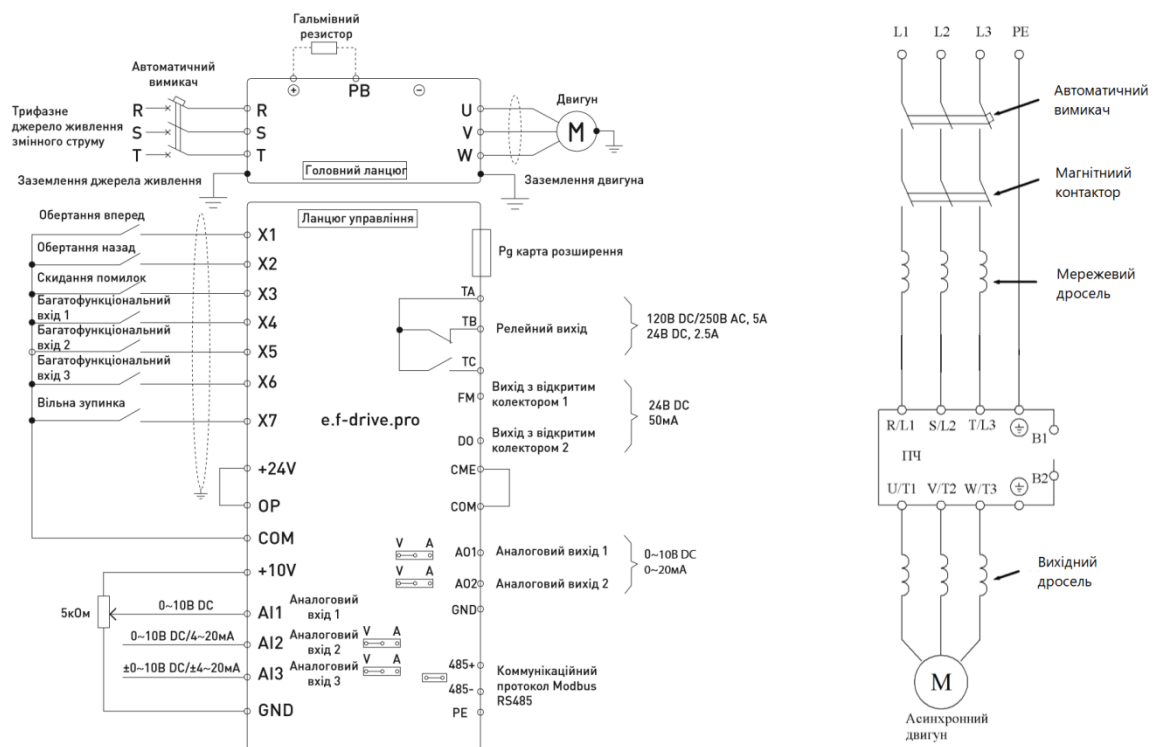 Гальмівний
резистор
Автоматичний
вимикач
PB
Трифазне
джерело живлення
змінного струму
R
S
T
R
S
T
U
V
W
Двигун
M
Головний ланцюг
Заземлення джерела живлення
Заземлення двигуна
Ланцюг управління
Обертання вперед
X1
Обертання назад
X2
Скидання помилок
X3
Багатофункціональний
вхід 1
X4
Багатофункціональний
вхід 2
X5
Багатофункціональний
вхід 3
X6
Вільна зупинка
X7
e.f-drive.pro
+24V
OP
COM
+10V
5кОм
0~10В DC
AI1
Аналоговий
вхід 1
0~10В DC/4~20мА
AI2
Аналоговий
вхід 2
V A
±0~10В DC/±4~20мА
AI3
Аналоговий
вхід 3
V A
GND
Pg карта розширення
TA
TB
TC
Релейний вихід
120В DC/250В AC, 5А
24В DC, 2.5А
FM
Вихід з відкритим
колектором 1
DO
Вихід з відкритим
колектором 2
24В DC
50мА
CME
COM
V A
AO1
Аналоговий вихід 1
V A
AO2
Аналоговий вихід 2
0~10В DC
0~20мА
GND
485+
485-
Коммунікаційний
протокол Modbus
RS485
PE
L1 L2 L3 PE
Автоматичний
вимикач
Магнітниий
контактор
Мережевий
дросель
R/L1 S/L2 T/L3
B1
ПЧ
B2
U/T1 V/T2 W/T3
Вихідний
дросель
M
Асинхронний
двигун